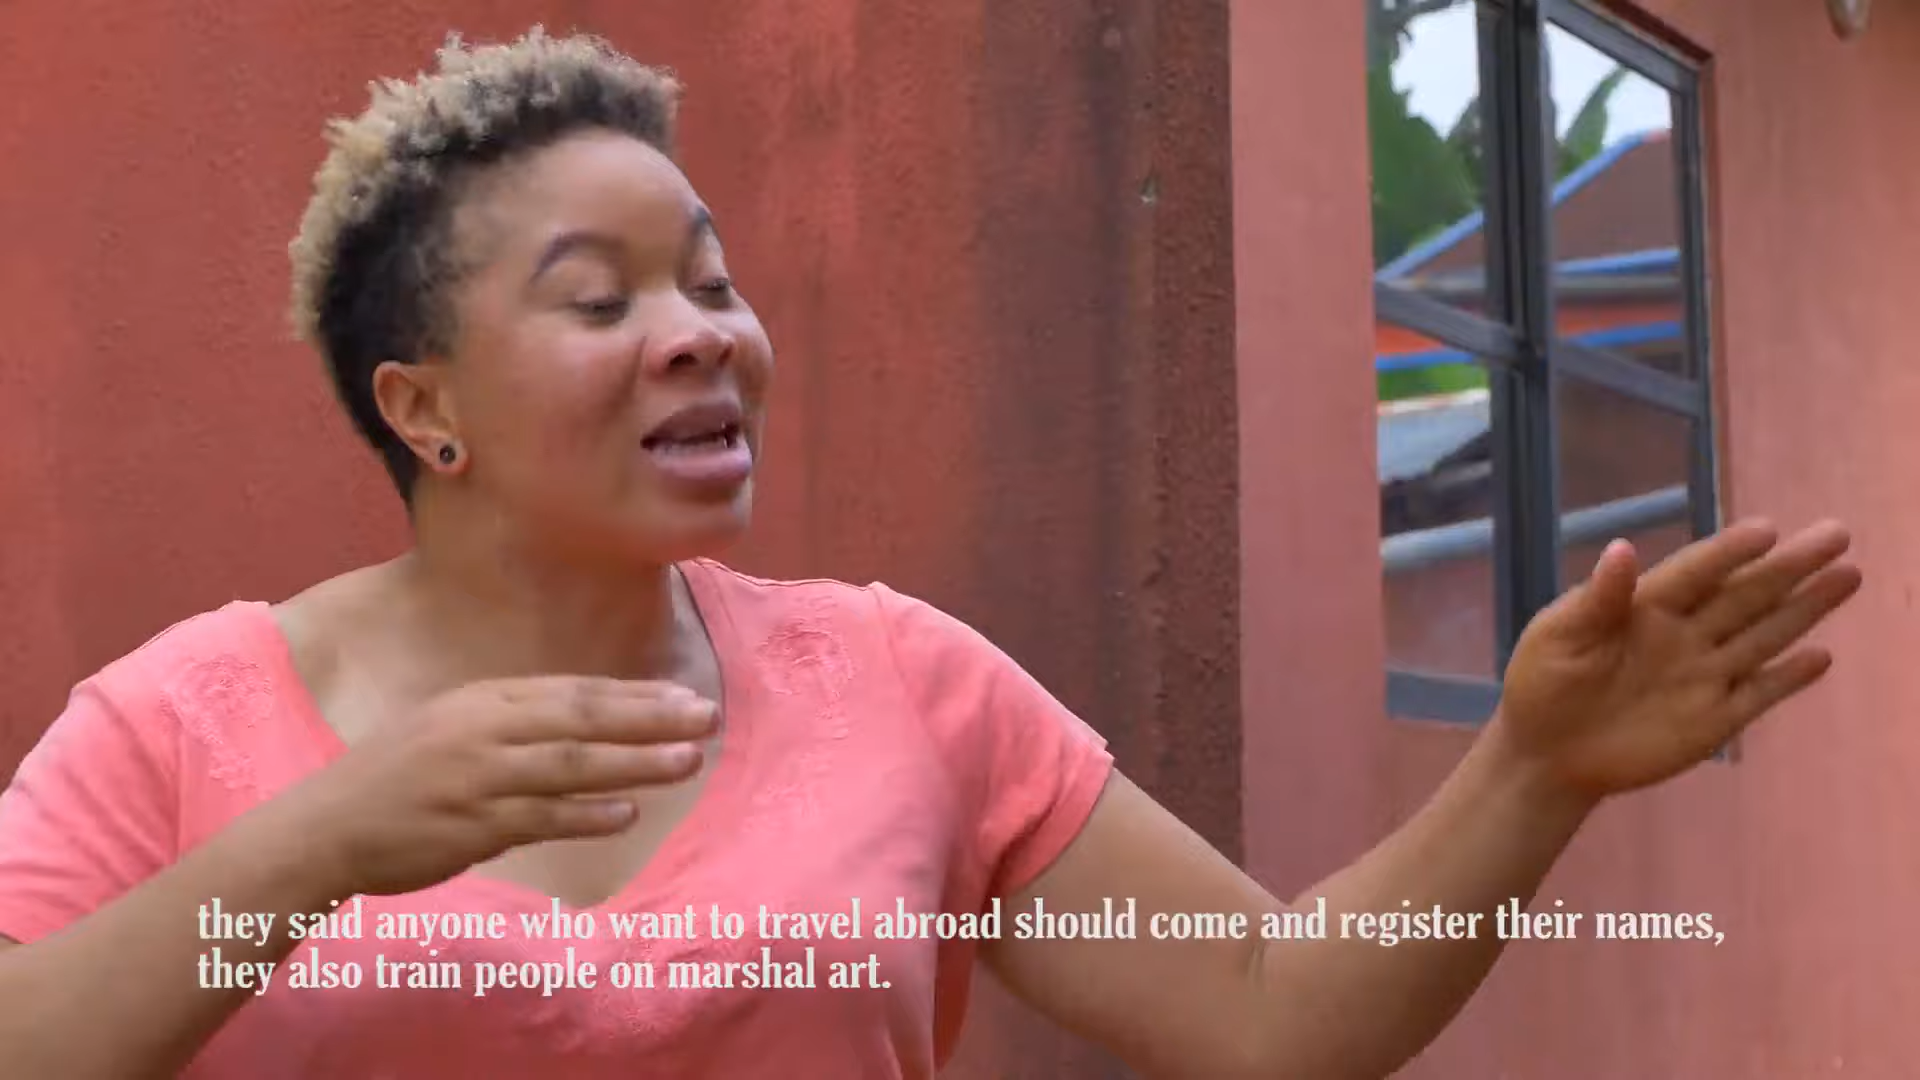 they said anyone who want to travel abroad should come and register their names,
they also train people on marshal art.